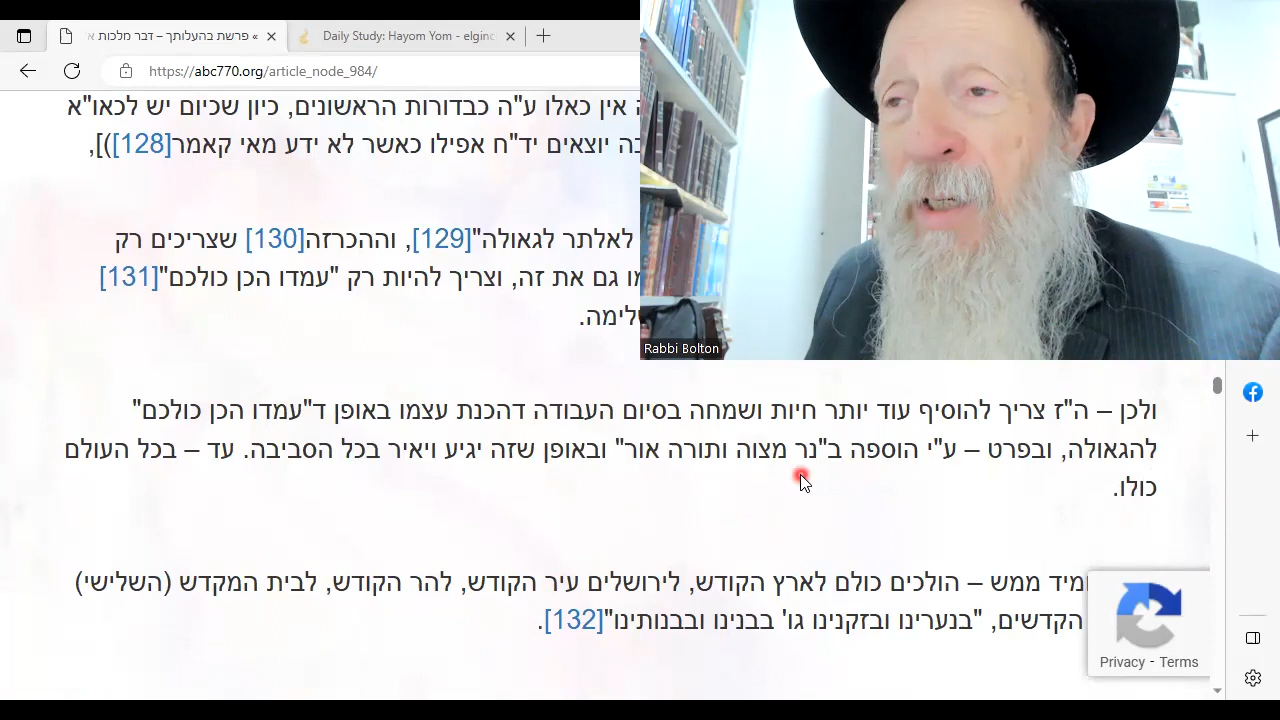 » פרשת בהעלותך – דבר מלכות א
Daily Study: Hayom Yom - elginc
https://abc770.org/article_node_984/
אין כאלו ע"ה כבדורות הראשונים, כיון שכיום יש לכאו"א
יוצאים יד"ח אפילו כאשר לא ידע מאי קאמר[128])],
לאלתר לגאולה"[129], וההכרזה[130] שצריכים רק
גם את זה, וצריך להיות רק "עמדו הכן כולכם"[131]
Rabbi Bolton
ולכן – ה"ז צריך להוסיף עוד יותר חיות ושמחה בסיום העבודה דהכנת עצמו באופן ד"עמדו הכן כולכם"
להגאולה, ובפרט – ע"י הוספה ב"נר מצוה ותורה אור" ובאופן שזה יגיע ויאיר בכל הסביבה. עד – בכל העולם
כולו.
ממש – הולכים כולם לארץ הקודש, לירושלים עיר הקודש, להר הקודש, לבית המקדש (השלישי)
הקדשים, "בנערינו ובזקנינו גו' בבנינו ובבנותינו"[132].
Privacy - Terms